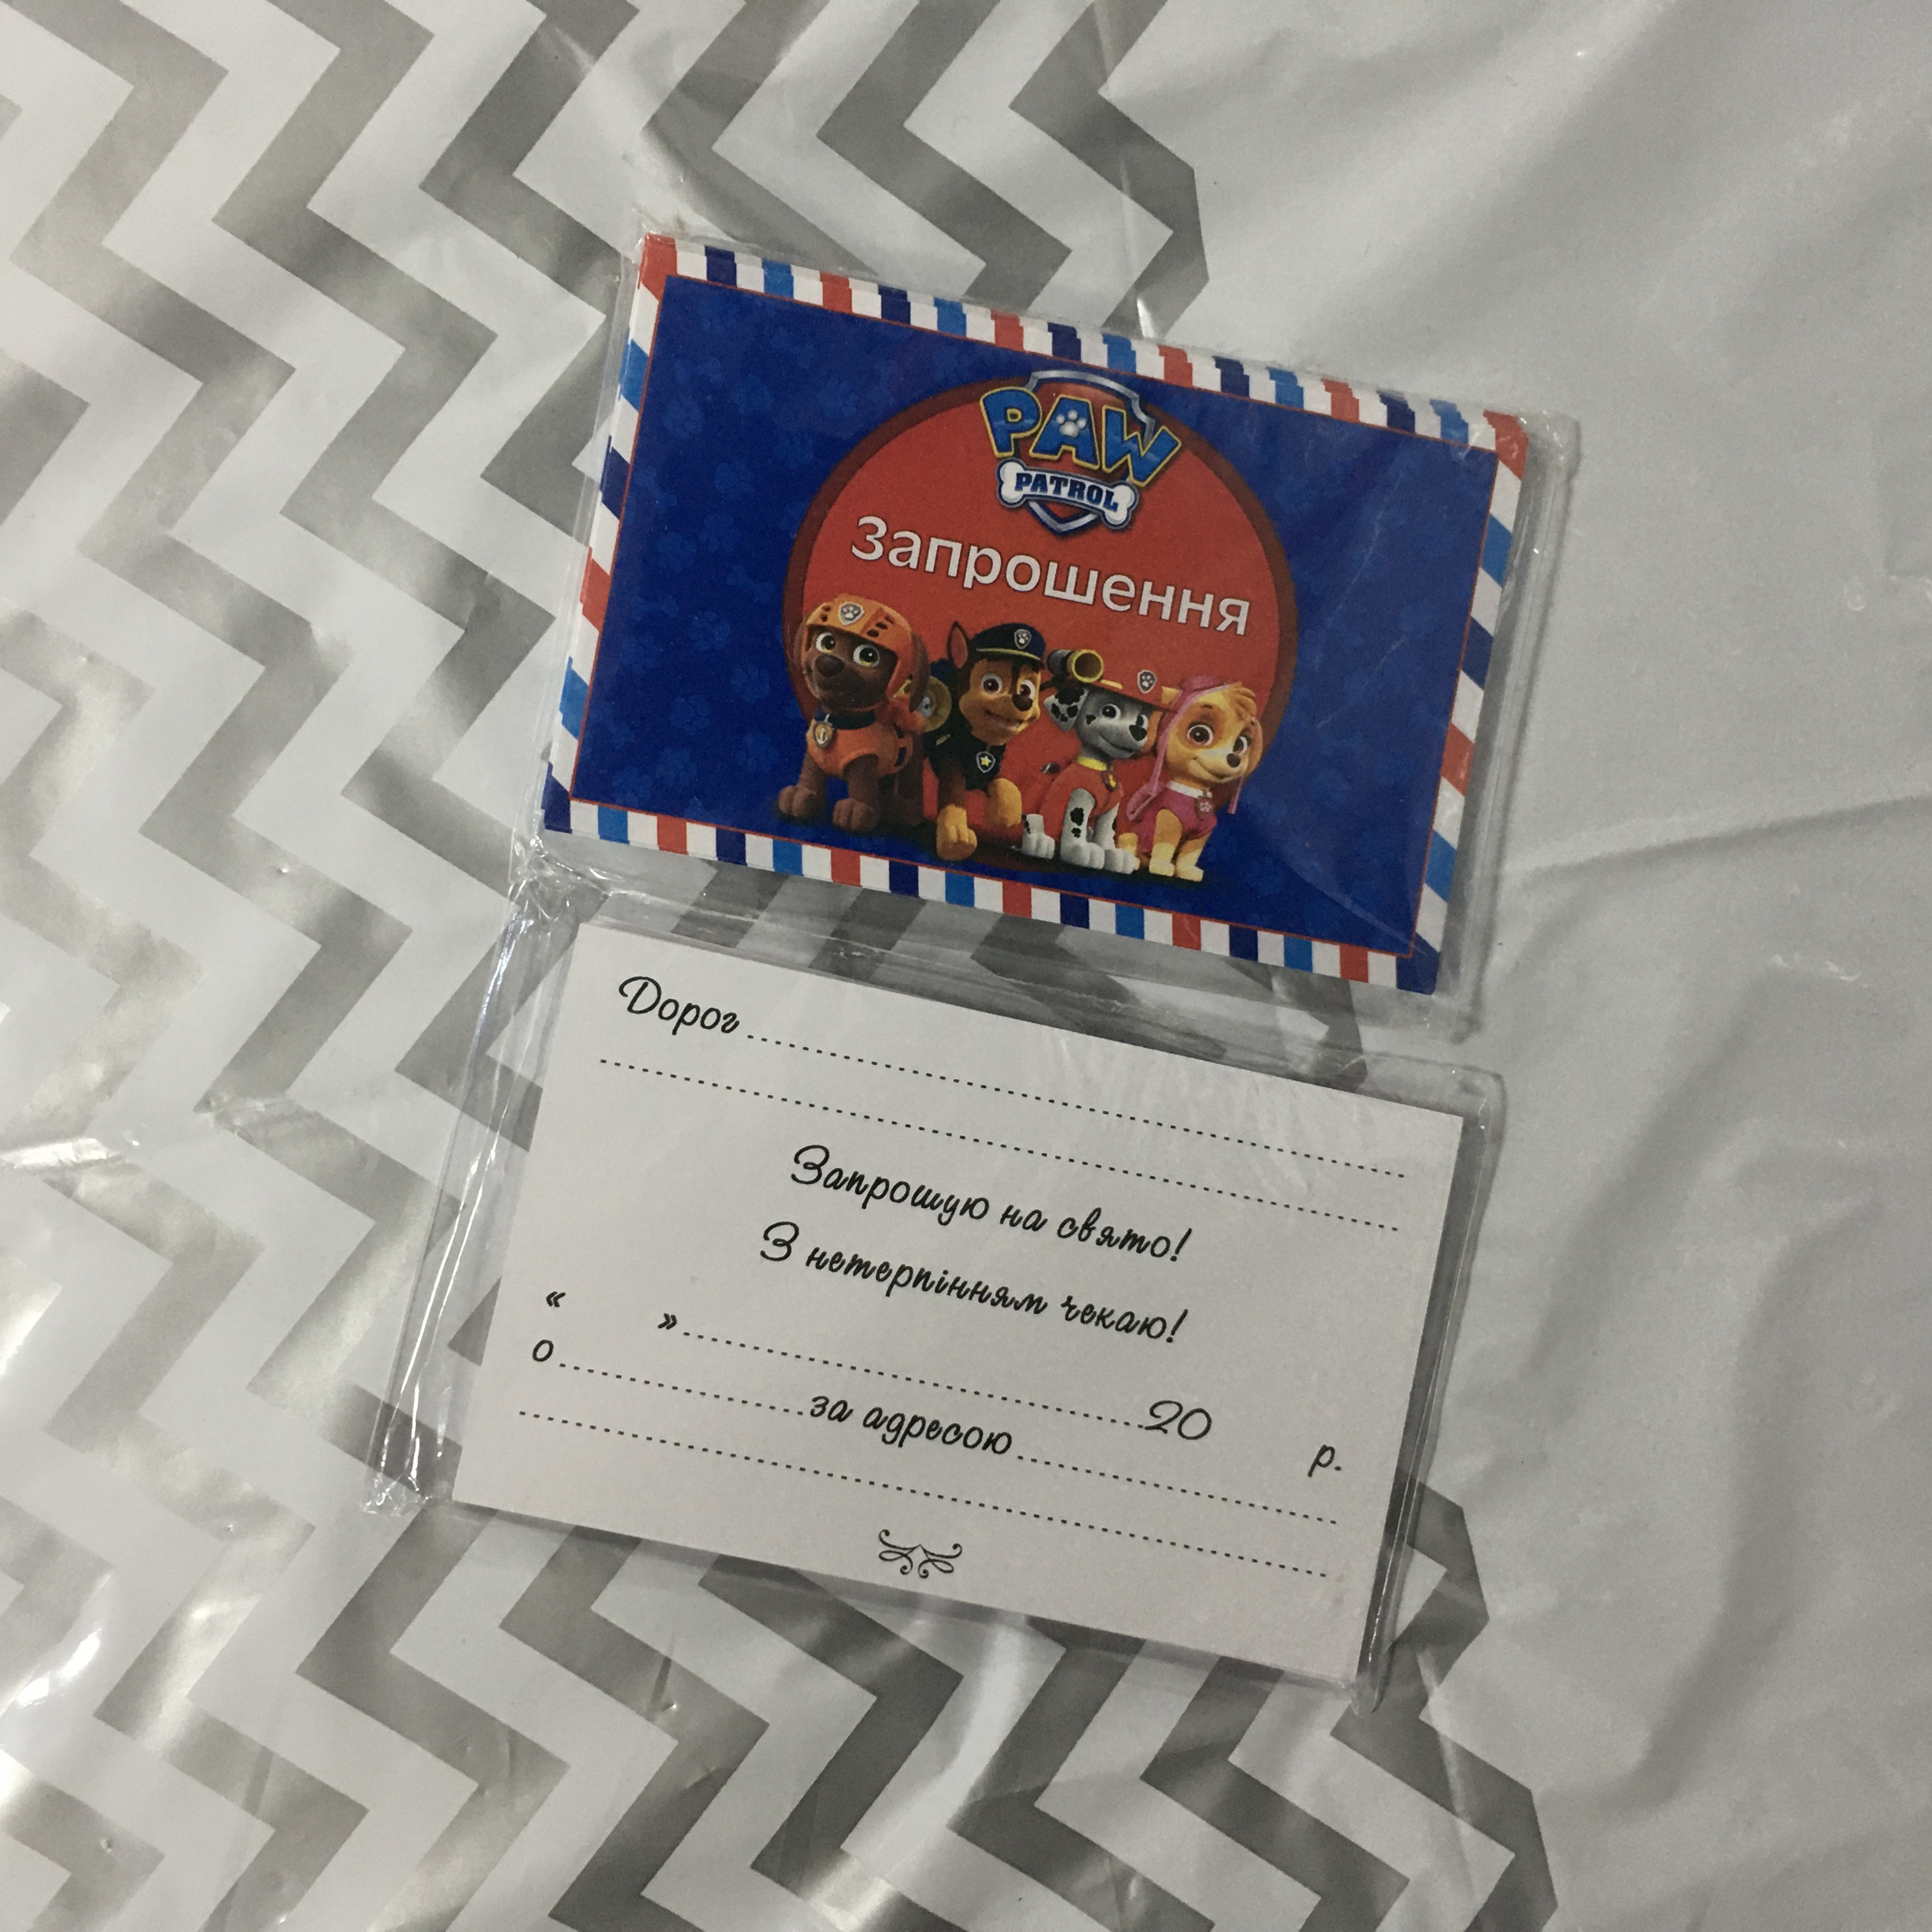 PAW
PATROL
Запрошення
Дорог
Запрошую на свято!
З нетерпінням чекаю!
« » 20 р.
о за адресою